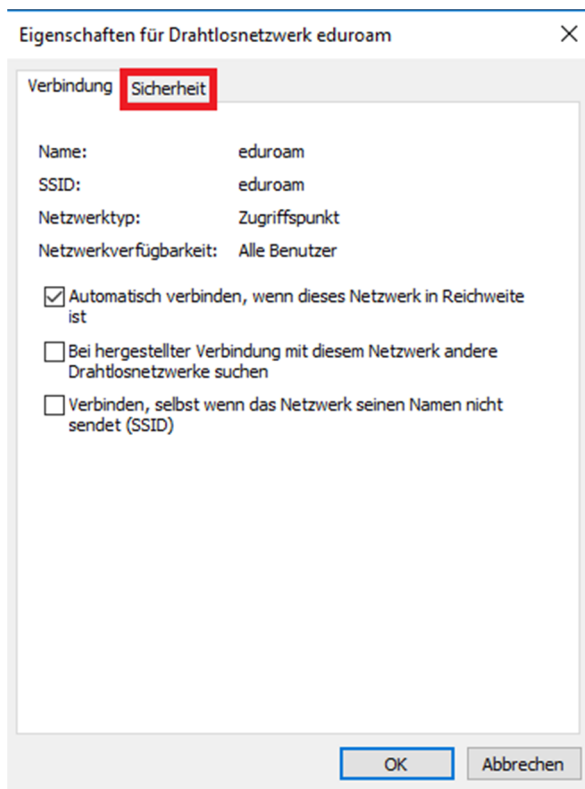 Eigenschaften für Drahtlosnetzwerk eduroam
Verbindung Sicherheit
Name: eduroam
SSID: eduroam
Netzwerktyp: Zugriffspunkt
Netzwerkverfügbarkeit: Alle Benutzer
Automatisch verbinden, wenn dieses Netzwerk in Reichweite
ist
Bei hergestellter Verbindung mit diesem Netzwerk andere
Drahtlosnetzwerke suchen
Verbinden, selbst wenn das Netzwerk seinen Namen nicht
sendet (SSID)
OK Abbrechen